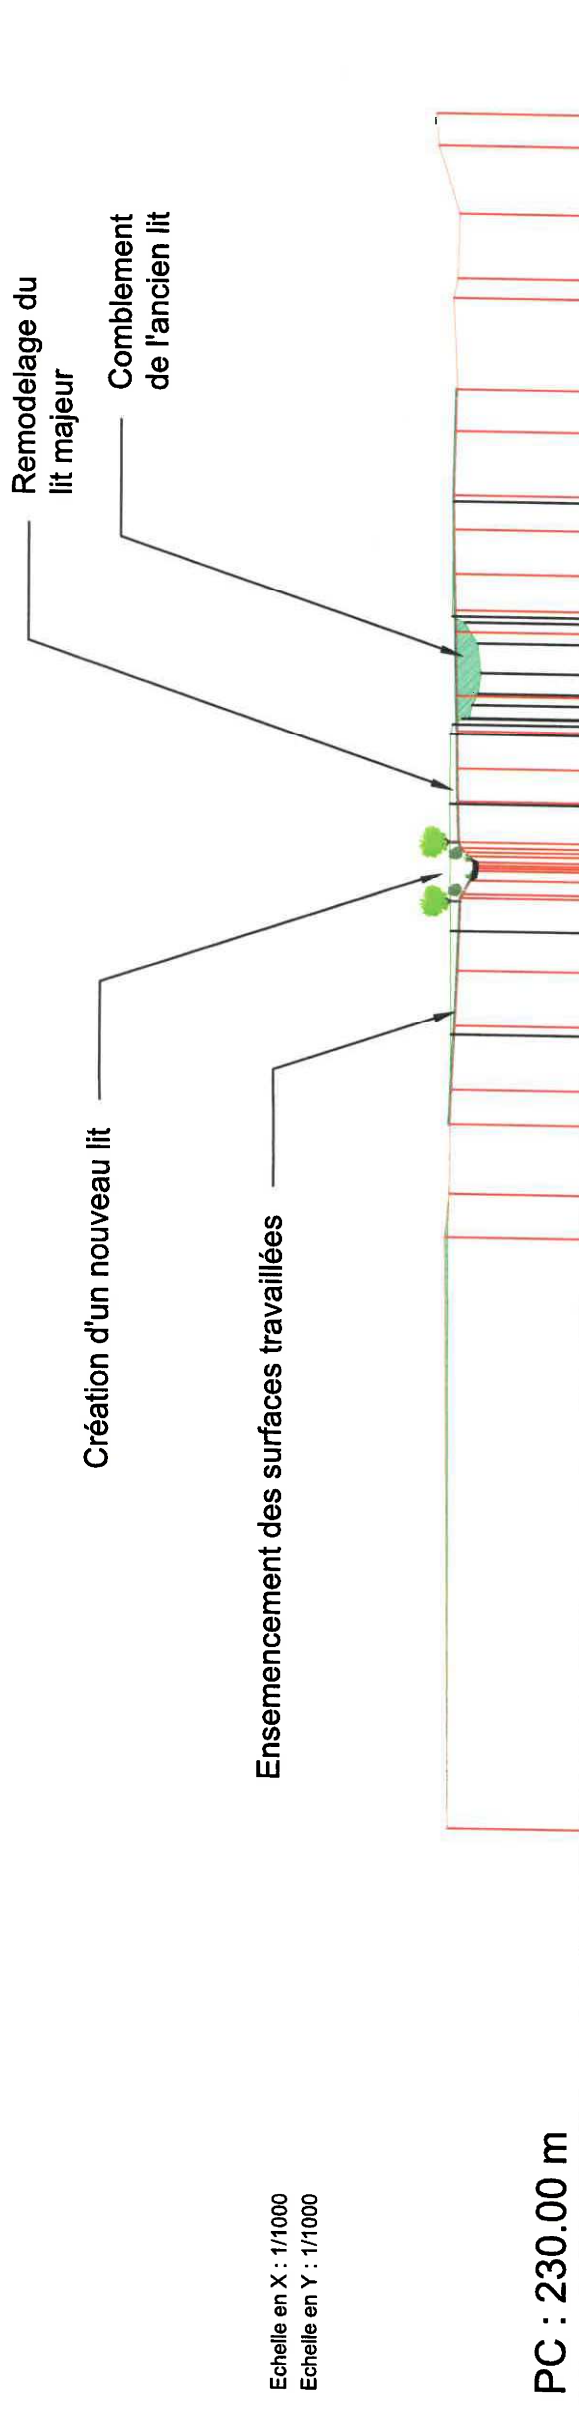 Remodelage du
lit majeur
Comblement
de l'ancien lit
Création d'un nouveau lit
Ensemencement des surfaces travaillées
Echelle en X : 1/1000
Echelle en Y : 1/1000
PC : 230.00 m